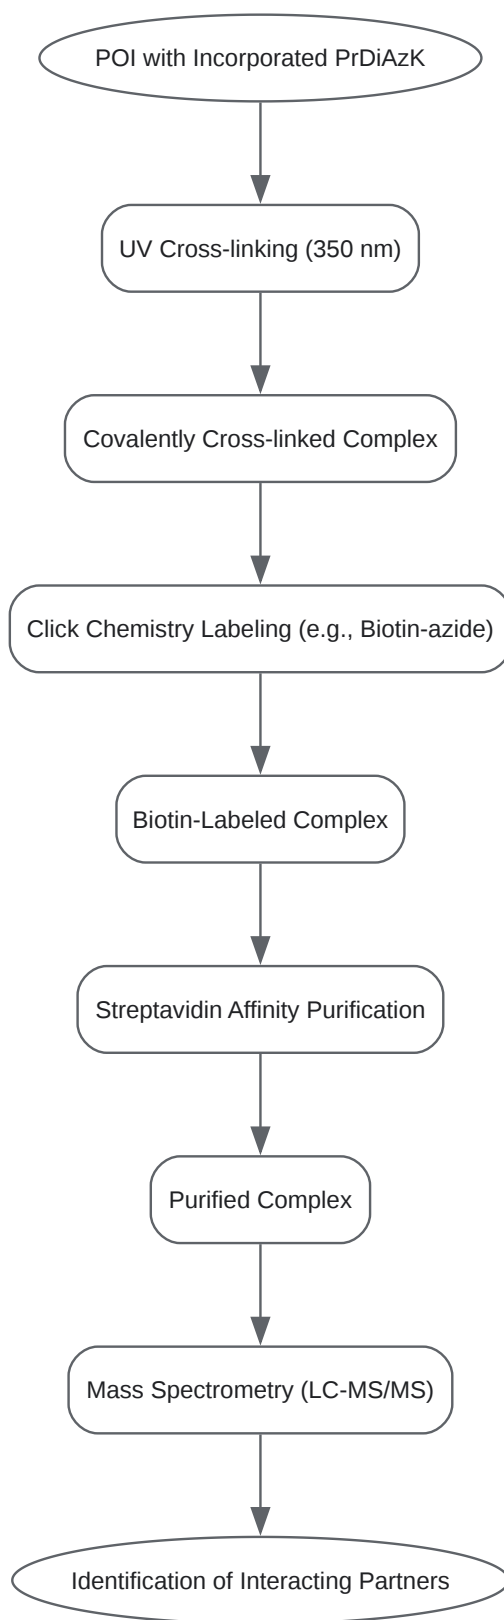 POI with Incorporated PrDiAzK
UV Cross-linking (350 nm)
Covalently Cross-linked Complex
Click Chemistry Labeling (e.g., Biotin-azide)
Biotin-Labeled Complex
Streptavidin Affinity Purification
Purified Complex
Mass Spectrometry (LC-MS/MS)
Identification of Interacting Partners